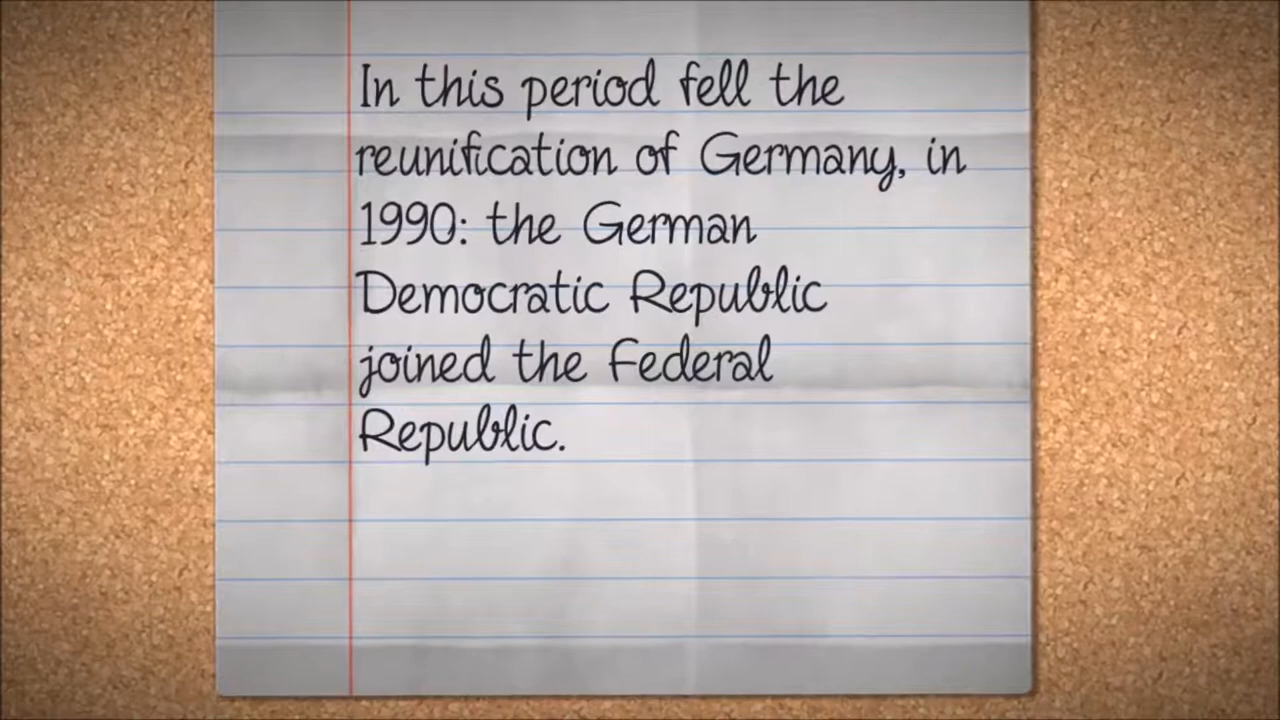 In this period fell the
reunification of Germany, in
1990: the German
Democratic Republic
joined the Federal
Republic.